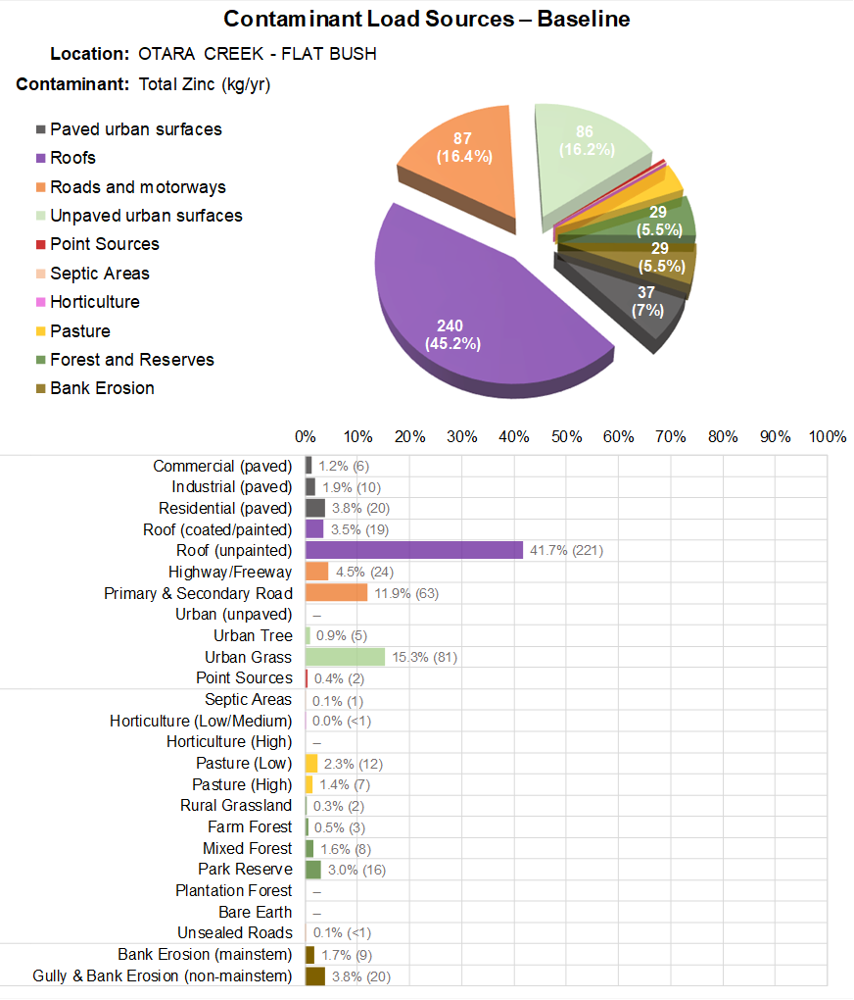 Contaminant Load Sources – Baseline
Location: OTARA CREEK - FLAT BUSH
Contaminant: Total Zinc (kg/yr)
Paved urban surfaces
Roofs
Roads and motorways
Unpaved urban surfaces
Point Sources
Septic Areas
Horticulture
Pasture
Forest and Reserves
Bank Erosion
87
(16.4%)
86
(16.2%)
29
(5.5%)
29
(5.5%)
37
(7%)
240
(45.2%)
0% 10% 20% 30% 40% 50% 60% 70% 80% 90% 100%
Commercial (paved) 1.2% (6)
Industrial (paved) 1.9% (10)
Residential (paved) 3.8% (20)
Roof (coated/painted) 3.5% (19)
Roof (unpainted) 41.7% (221)
Highway/Freeway 4.5% (24)
Primary & Secondary Road 11.9% (63)
Urban (unpaved) –
Urban Tree 0.9% (5)
Urban Grass 15.3% (81)
Point Sources 0.4% (2)
Septic Areas 0.1% (1)
Horticulture (Low/Medium) 0.0% (<1)
Horticulture (High) –
Pasture (Low) 2.3% (12)
Pasture (High) 1.4% (7)
Rural Grassland 0.3% (2)
Farm Forest 0.5% (3)
Mixed Forest 1.6% (8)
Park Reserve 3.0% (16)
Plantation Forest –
Bare Earth –
Unsealed Roads 0.1% (<1)
Bank Erosion (mainstem) 1.7% (9)
Gully & Bank Erosion (non-mainstem) 3.8% (20)